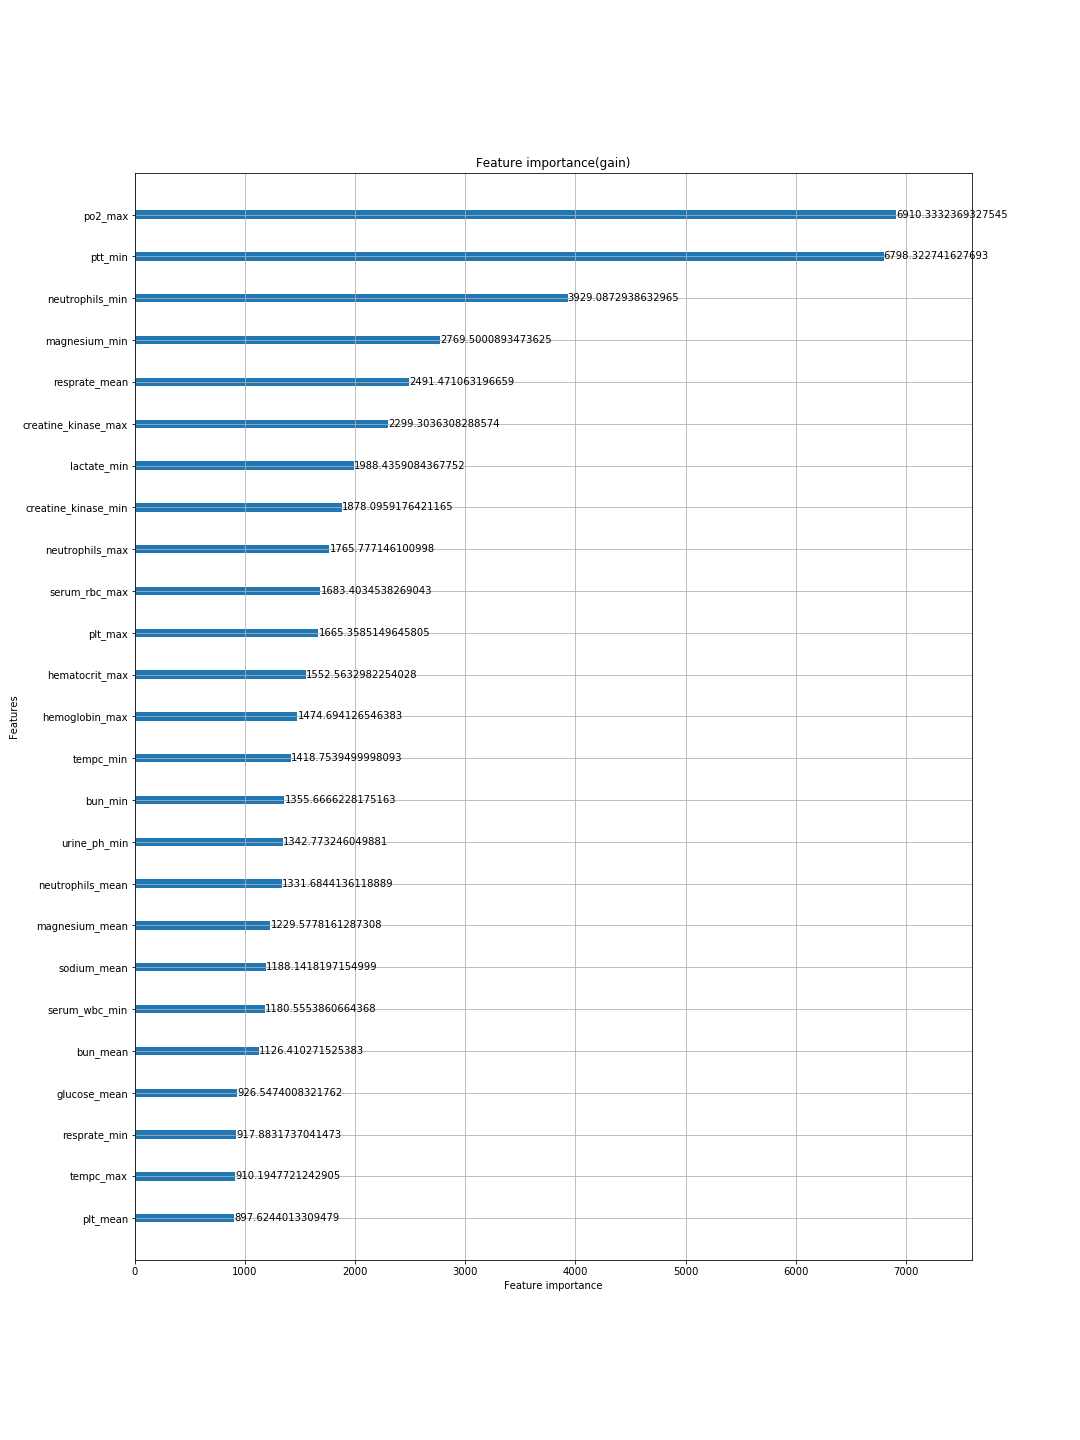 Feature importance(gain)
po2_max 6910.3332369327545
ptt_min 6798.322741627693
neutrophils_min 3929.0872938632965
magnesium_min 2769.5000893473625
resprate_mean 2491.471063196659
creatine_kinase_max 2299.3036308288574
lactate_min 1988.4359084367752
creatine_kinase_min 1878.0959176421165
neutrophils_max 1765.777146100998
serum_rbc_max 1683.4034538269043
plt_max 1665.3585149645805
hematocrit_max 1552.5632982254028
Features
hemoglobin_max 1474.694126546383
tempc_min 1418.7539499998093
bun_min 1355.6666228175163
urine_ph_min 1342.773246049881
neutrophils_mean 1331.6844136118889
magnesium_mean 1229.5778161287308
sodium_mean 1188.1418197154999
serum_wbc_min 1180.5553860664368
bun_mean 1126.410271525383
glucose_mean 926.5474008321762
resprate_min 917.8831737041473
tempc_max 910.1947721242905
plt_mean 897.6244013309479
0 1000 2000 3000 4000 5000 6000 7000
Feature importance